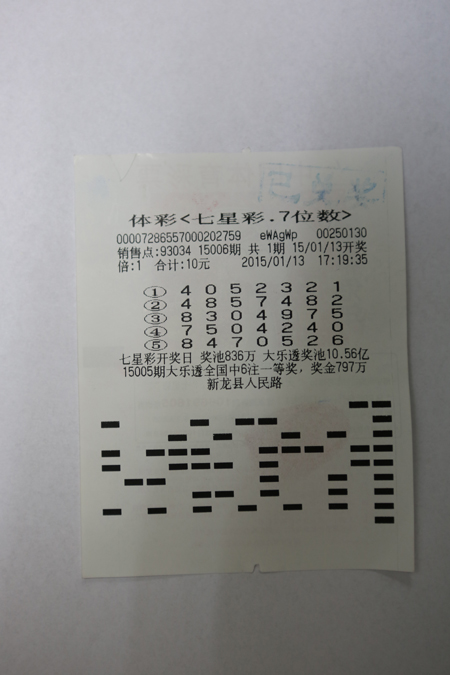 已兑奖
体彩<七星彩.7位数>
00007286557000202759 eWAgWp 00250130
销售点:93034 15006期 共 1期 15/01/13开奖
倍:1 合计:10元 2015/01/13 17:19:35
① 4 0 5 2 3 2 1
② 4 8 5 7 4 8 2
③ 8 3 0 4 9 7 5
④ 7 5 0 4 2 4 0
⑤ 8 4 7 0 5 2 6
七星彩开奖日 奖池836万 大乐透奖池10.56亿
15005期大乐透全国中6注一等奖, 奖金797万
新龙县人民路